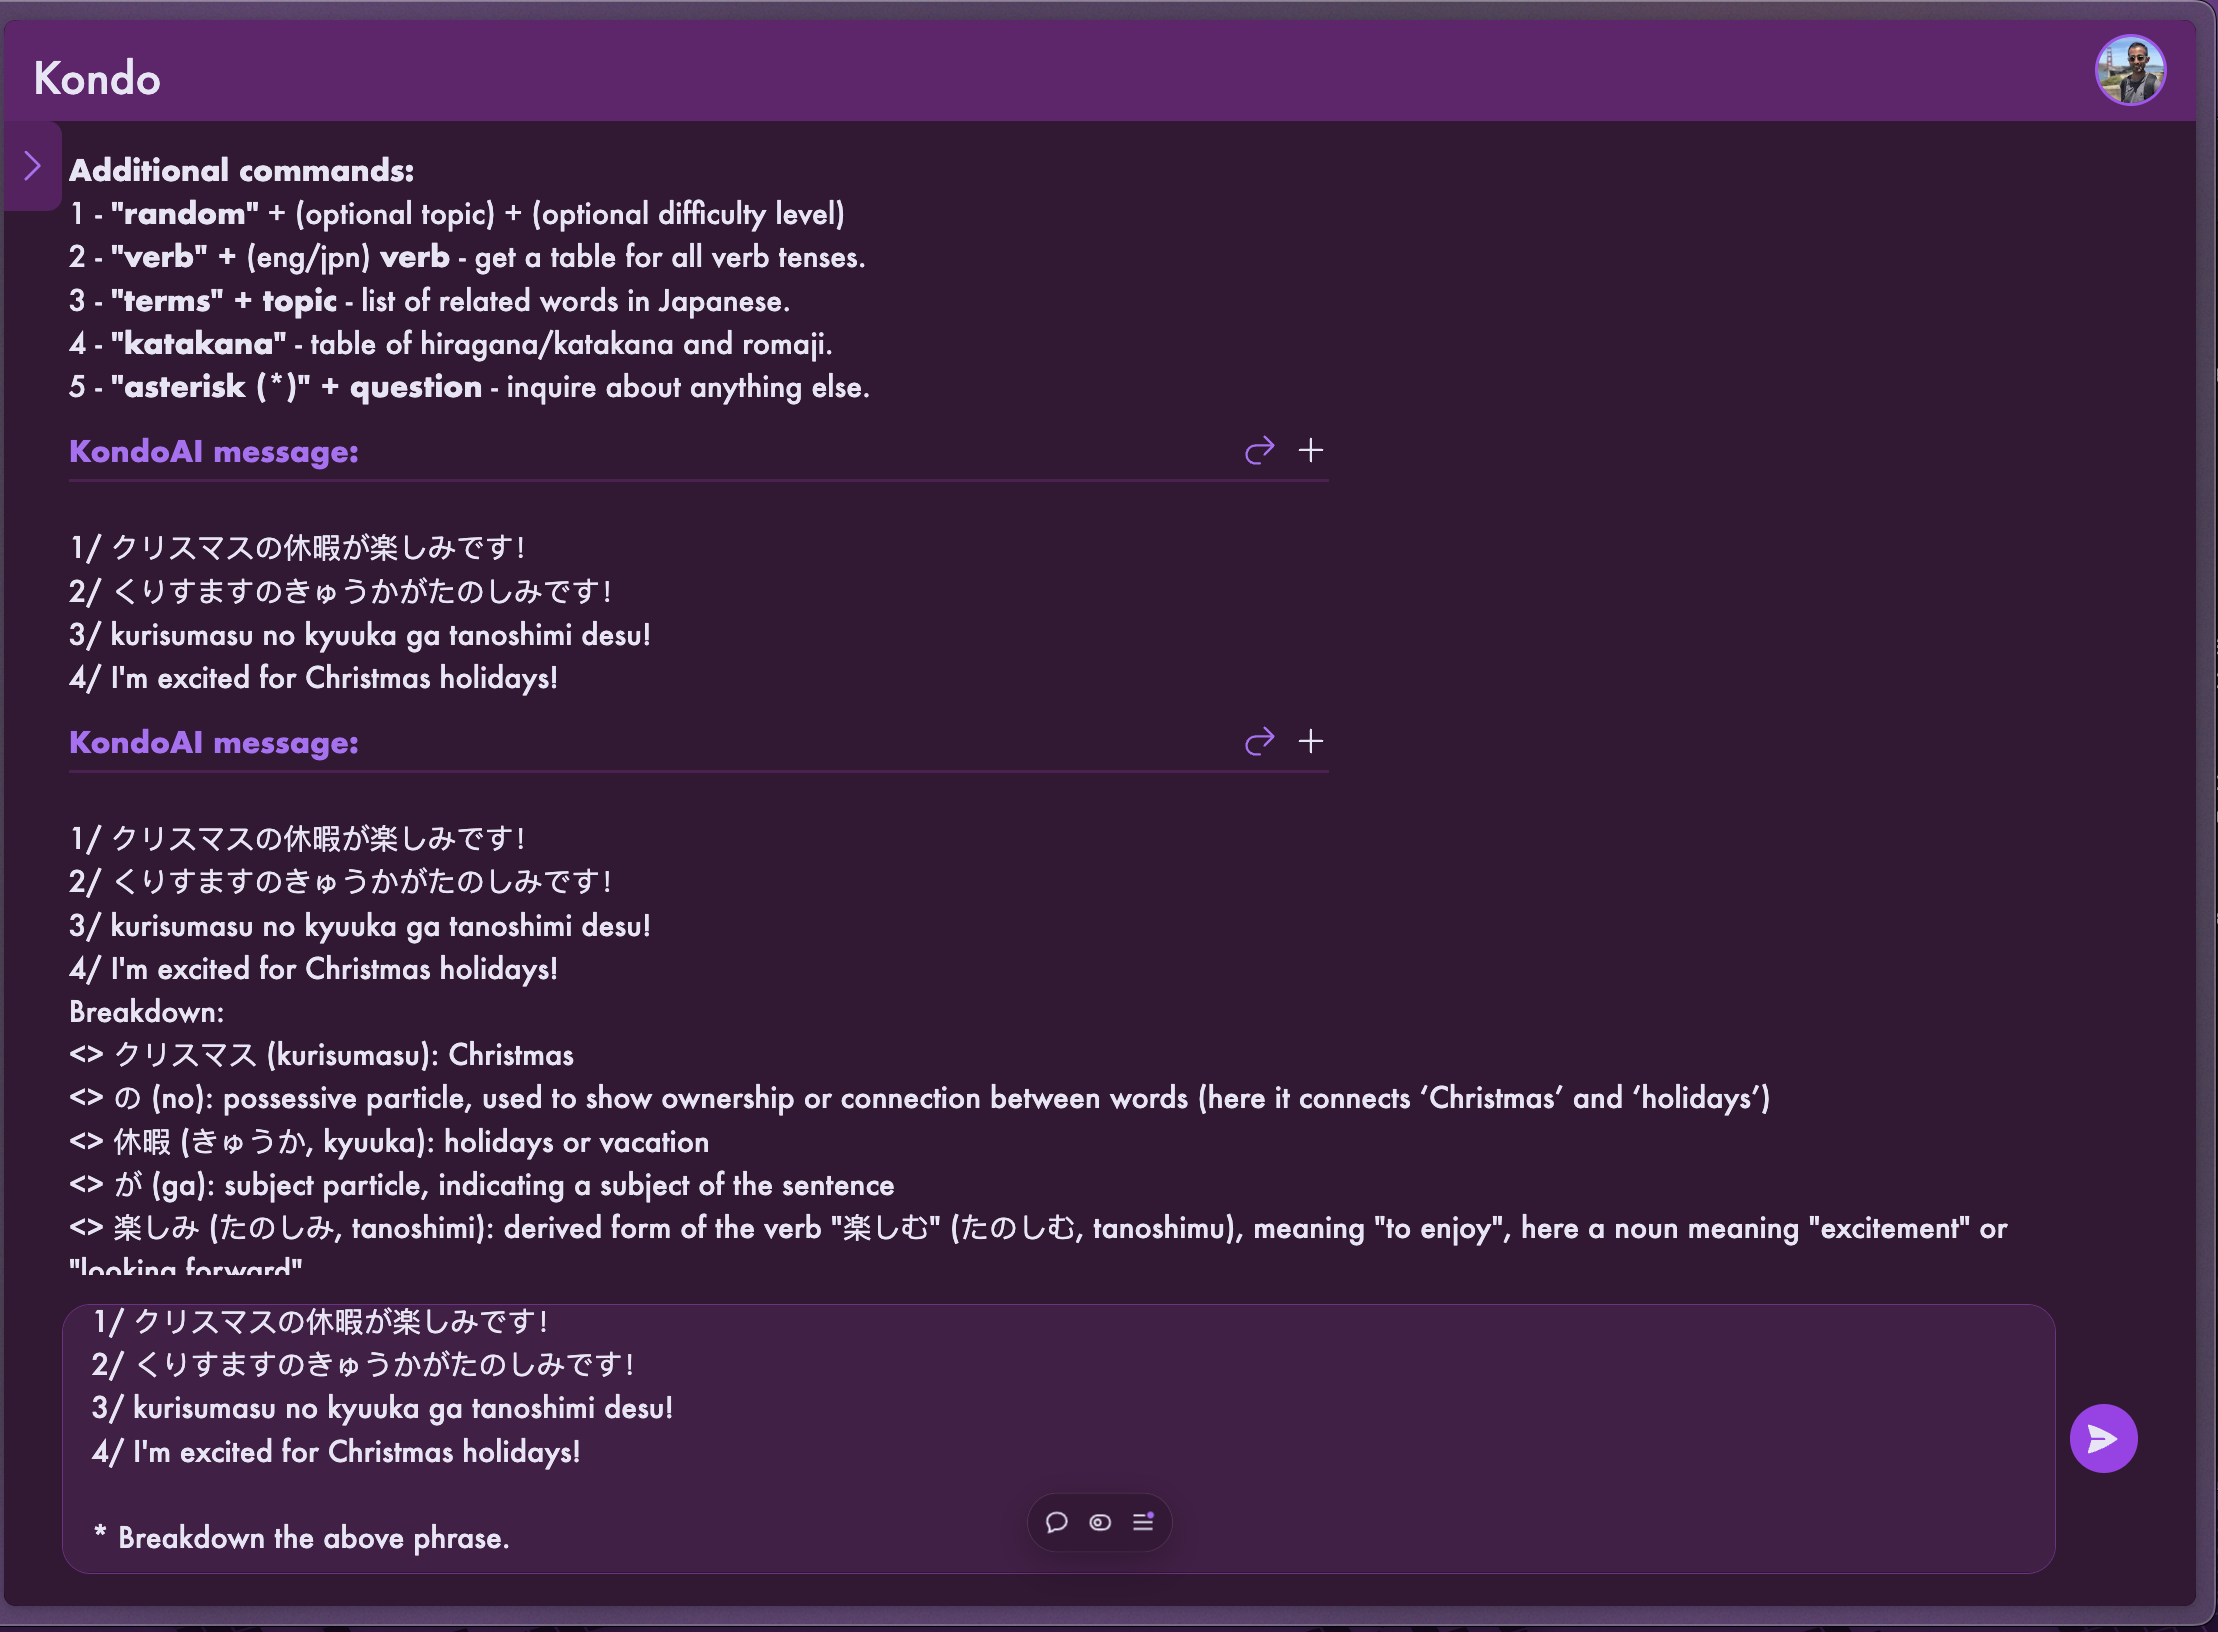 Kondo
Additional commands:
1 - "random" + (optional topic) + (optional difficulty level)
2 - "verb" + (eng/jpn) verb - get a table for all verb tenses.
3 - "terms" + topic - list of related words in Japanese.
4 - "katakana" - table of hiragana/katakana and romaji.
5 - "asterisk (*)" + question - inquire about anything else.
KondoAI message:
1/ クリスマスの休暇が楽しみです!
2/ くりすますのきゅうかがたのしみです!
3/ kurisumasu no kyuuka ga tanoshimi desu!
4/ I'm excited for Christmas holidays!
KondoAI message:
1/ クリスマスの休暇が楽しみです!
2/ くりすますのきゅうかがたのしみです!
3/ kurisumasu no kyuuka ga tanoshimi desu!
4/ I'm excited for Christmas holidays!
Breakdown:
<> クリスマス (kurisumasu): Christmas
<> の (no): possessive particle, used to show ownership or connection between words (here it connects ‘Christmas’ and ‘holidays’)
<> 休暇 (きゅうか, kyuuka): holidays or vacation
<> が (ga): subject particle, indicating a subject of the sentence
<> 楽しみ (たのしみ, tanoshimi): derived form of the verb "楽しむ" (たのしむ, tanoshimu), meaning "to enjoy", here a noun meaning "excitement" or
"looking forward"
1/ クリスマスの休暇が楽しみです!
2/ くりすますのきゅうかがたのしみです!
3/ kurisumasu no kyuuka ga tanoshimi desu!
4/ I'm excited for Christmas holidays!
* Breakdown the above phrase.